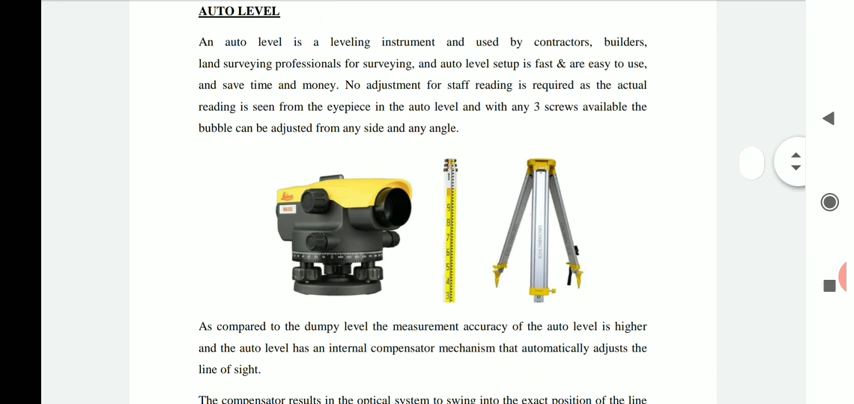 AUTO LEVEL
An auto level is a leveling instrument and used by contractors, builders,
land surveying professionals for surveying, and auto level setup is fast & are easy to use,
and save time and money. No adjustment for staff reading is required as the actual
reading is seen from the eyepiece in the auto level and with any 3 screws available the
bubble can be adjusted from any side and any angle.
As compared to the dumpy level the measurement accuracy of the auto level is higher
and the auto level has an internal compensator mechanism that automatically adjusts the
line of sight.
The compensator results in the optical system to swing into the exact position of the line